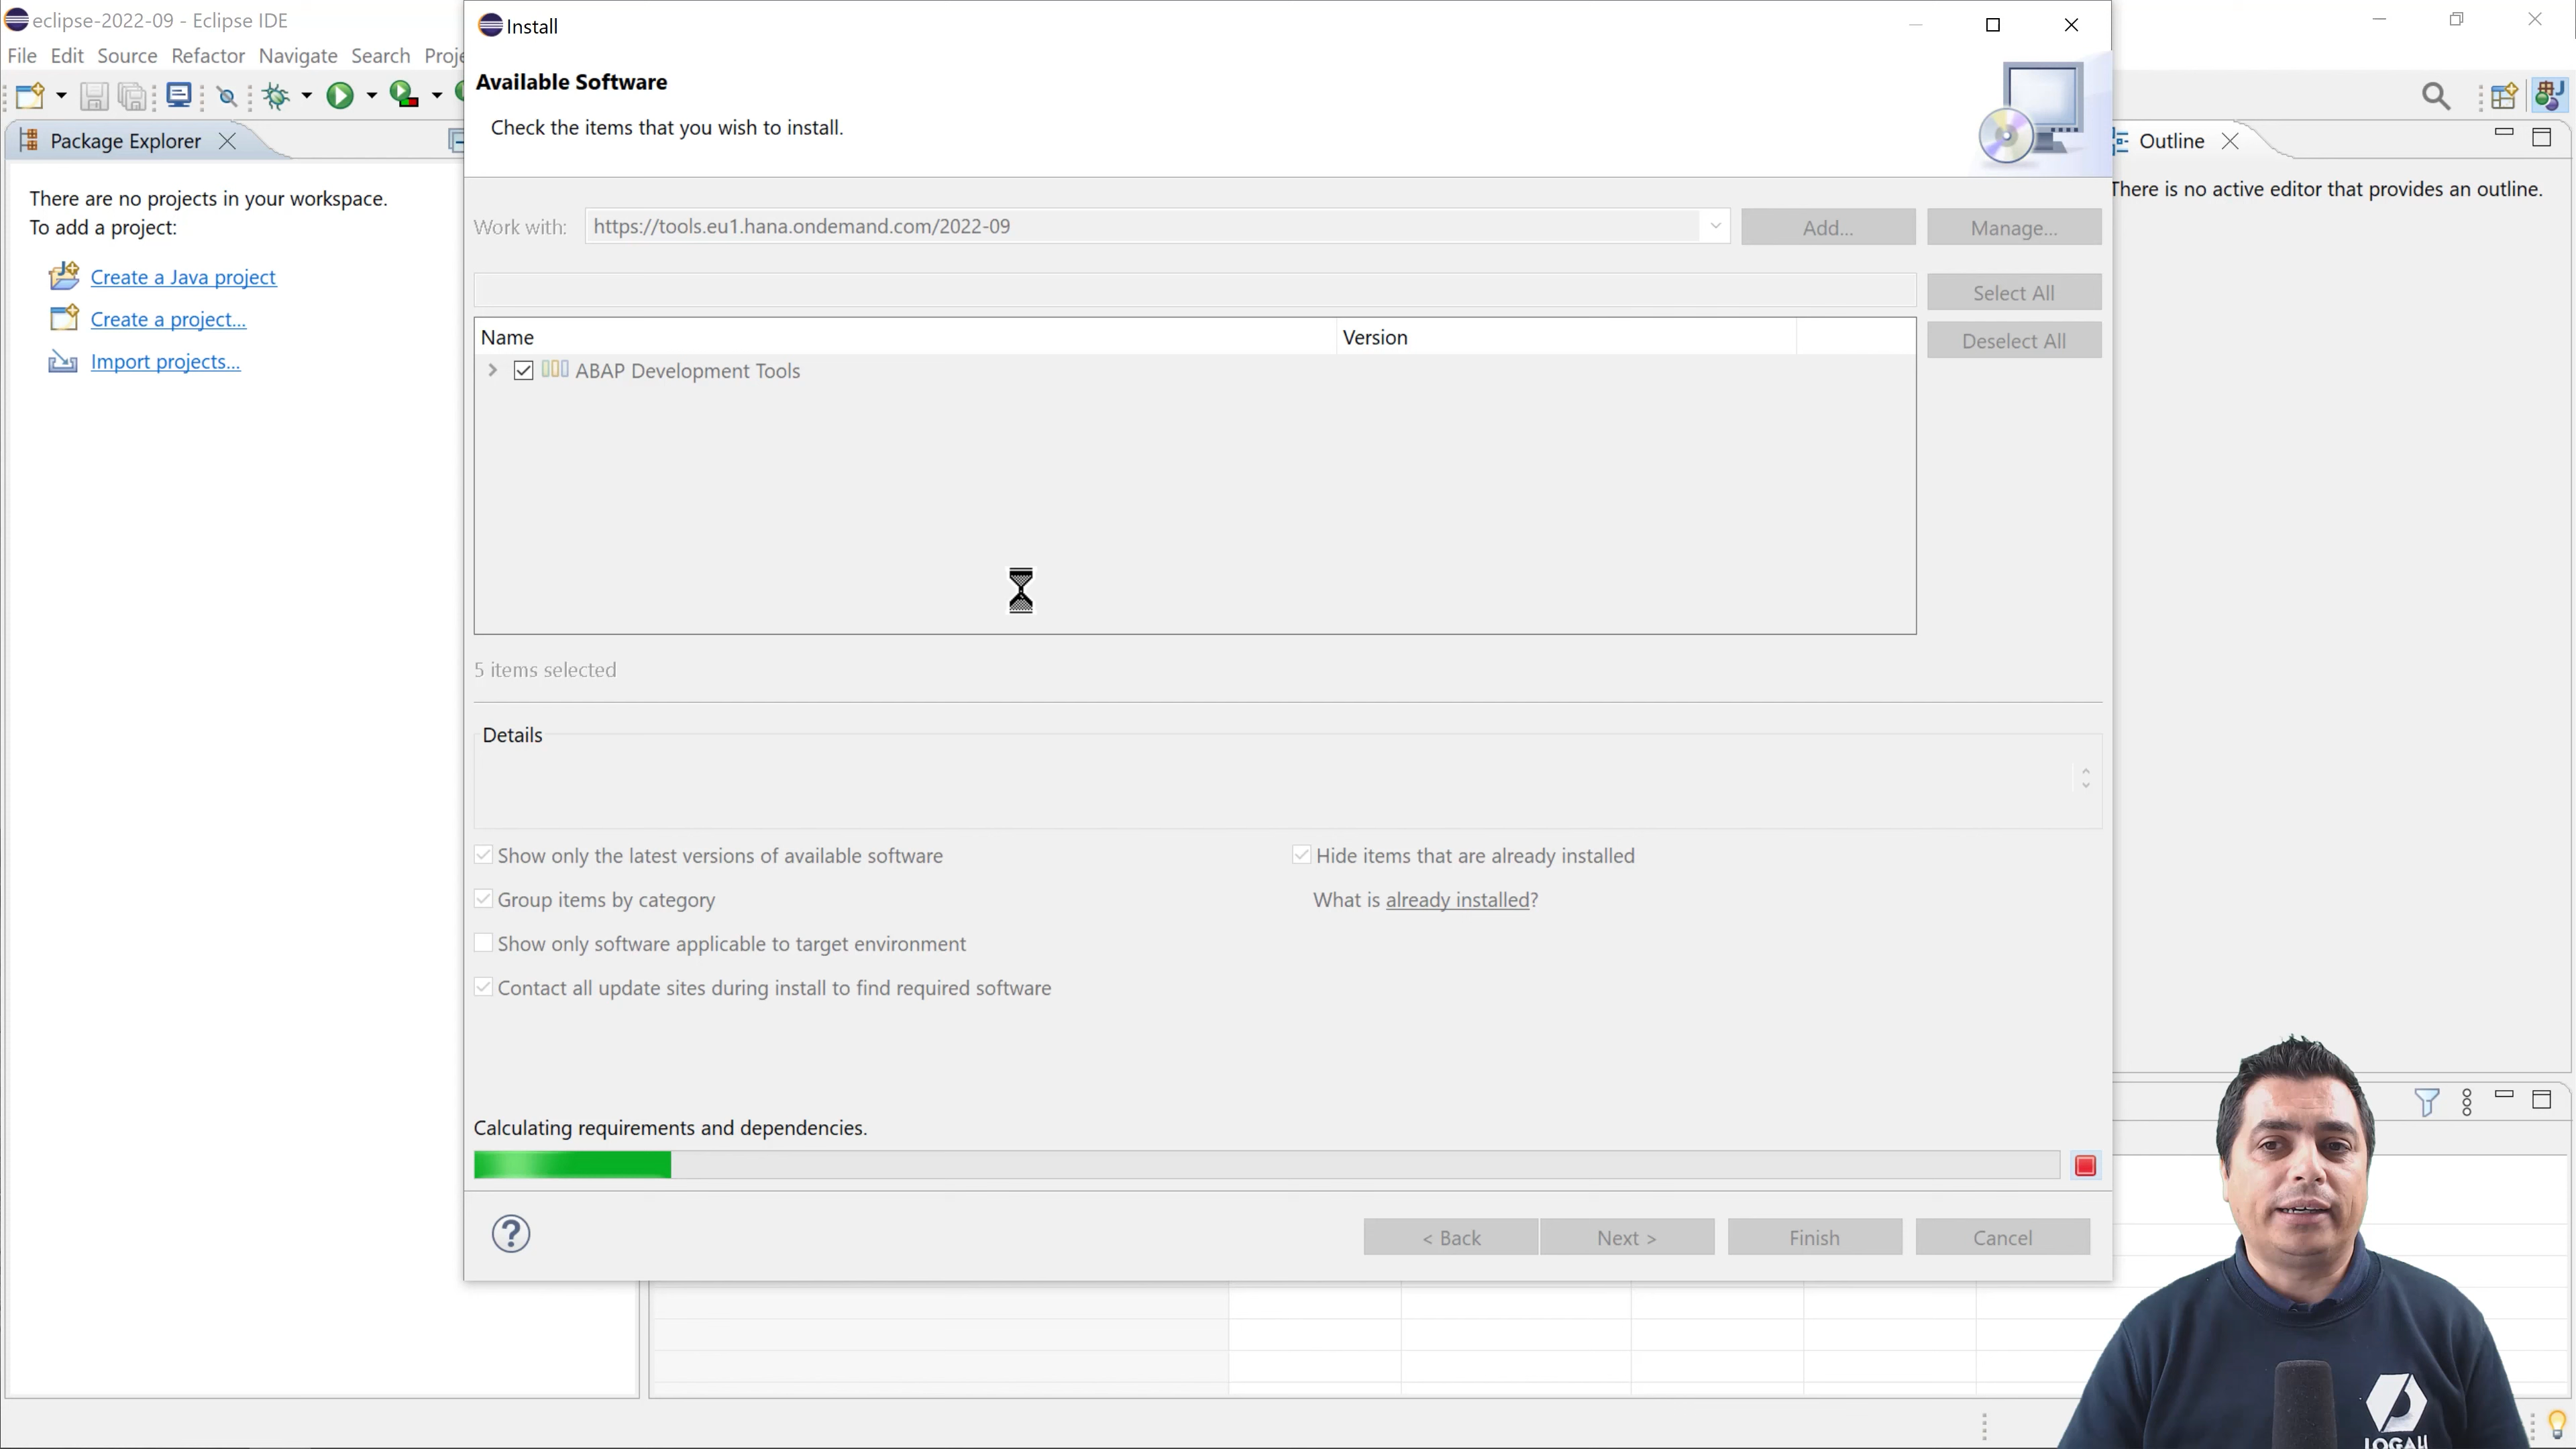 eclipse-2022-09 - Eclipse IDE
File Edit Source Refactor Navigate Search
Package Explorer
There are no projects in your workspace.
To add a project:
Create a Java project
Create a project...
Import projects...
Install
Available Software
Check the items that you wish to install.
Work with: https://tools.eu1.hana.ondemand.com/2022-09 Add... Manage...
Select All
Name Version
Deselect All
ABAP Development Tools
5 items selected
Details
Show only the latest versions of available software
Hide items that are already installed
Group items by category
What is already installed?
Show only software applicable to target environment
Contact all update sites during install to find required software
Calculating requirements and dependencies.
? < Back Next > Finish Cancel
Outline
There is no active editor that provides an outline.
LOGALI